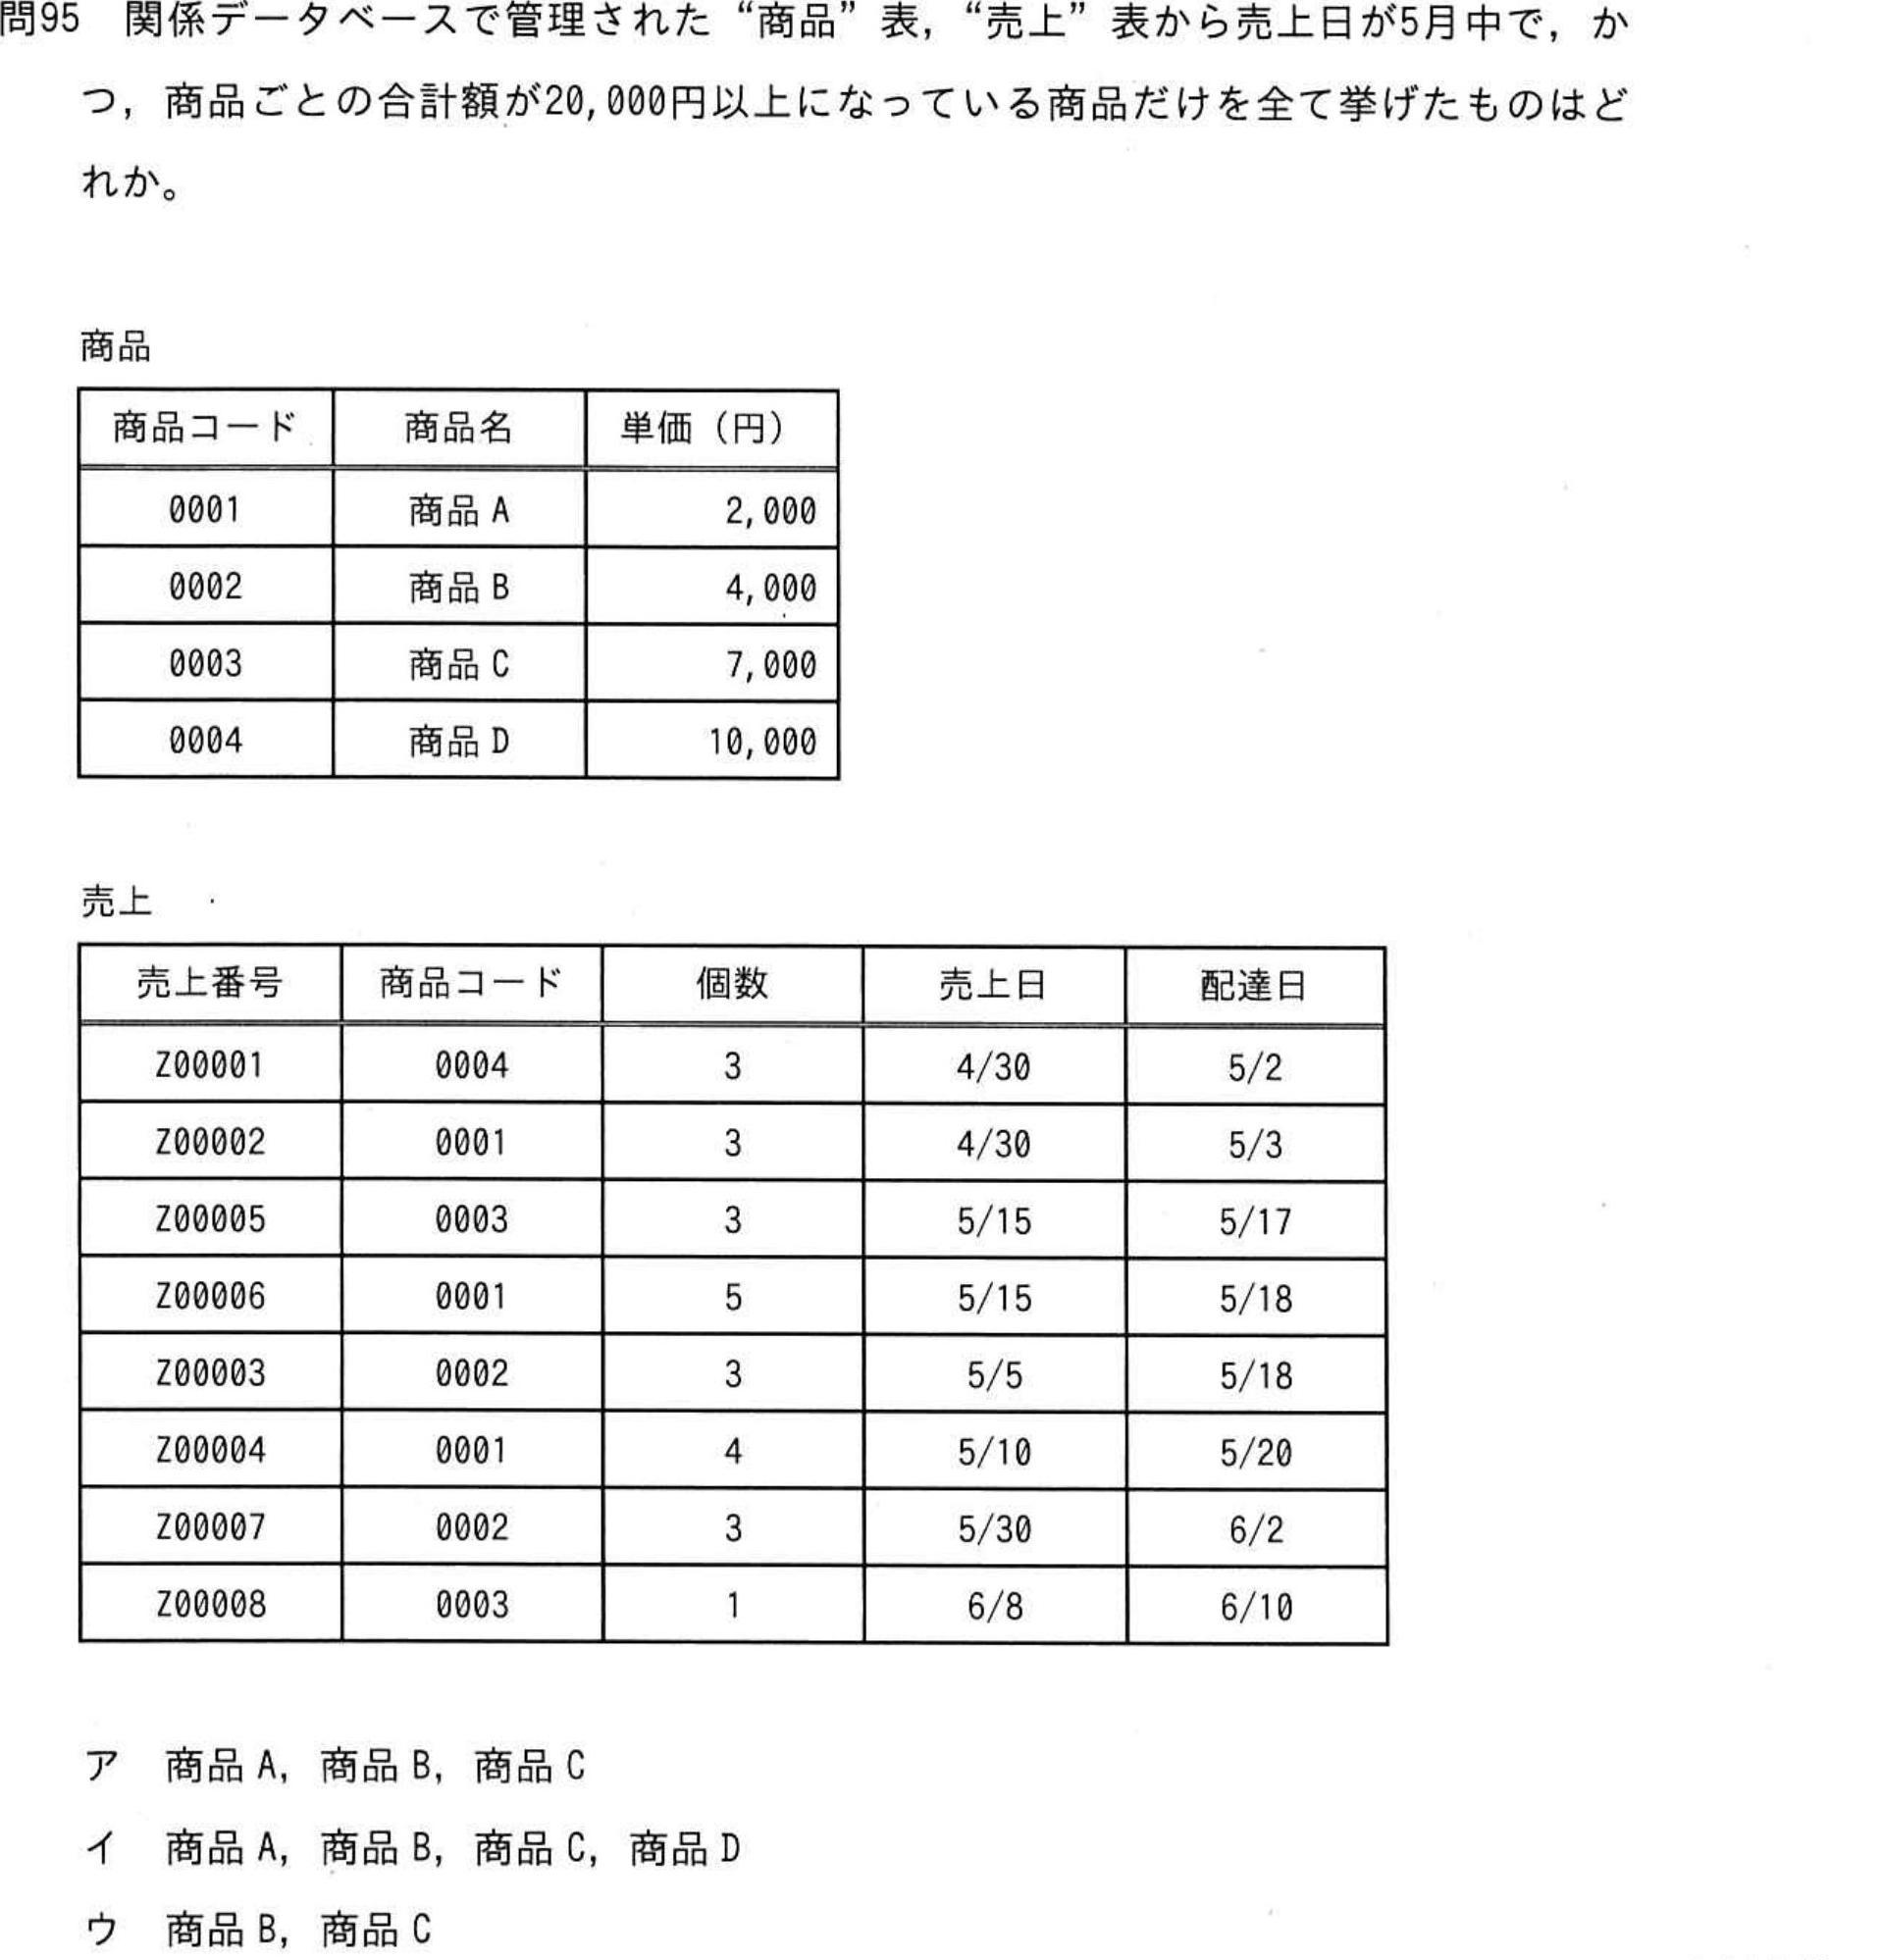 問95 関係データベースで管理された“商品”表,“売上”表から売上日が5月中で,か
つ,商品ごとの合計額が20,000円以上になっている商品だけを全て挙げたものはど
れか。
商品
商品コード 商品名 単価(円)
0001 商品A 2,000
0002 商品B 4,000
0003 商品C 7,000
0004 商品D 10,000
売上
売上番号 商品コード 個数 売上日 配達日
Z00001 0004 3 4/30 5/2
Z00002 0001 3 4/30 5/3
Z00005 0003 3 5/15 5/17
Z00006 0001 5 5/15 5/18
Z00003 0002 3 5/5 5/18
Z00004 0001 4 5/10 5/20
Z00007 0002 3 5/30 6/2
Z00008 0003 1 6/8 6/10
ア 商品A,商品B,商品C
イ 商品A,商品B,商品C,商品D
ウ 商品B,商品C